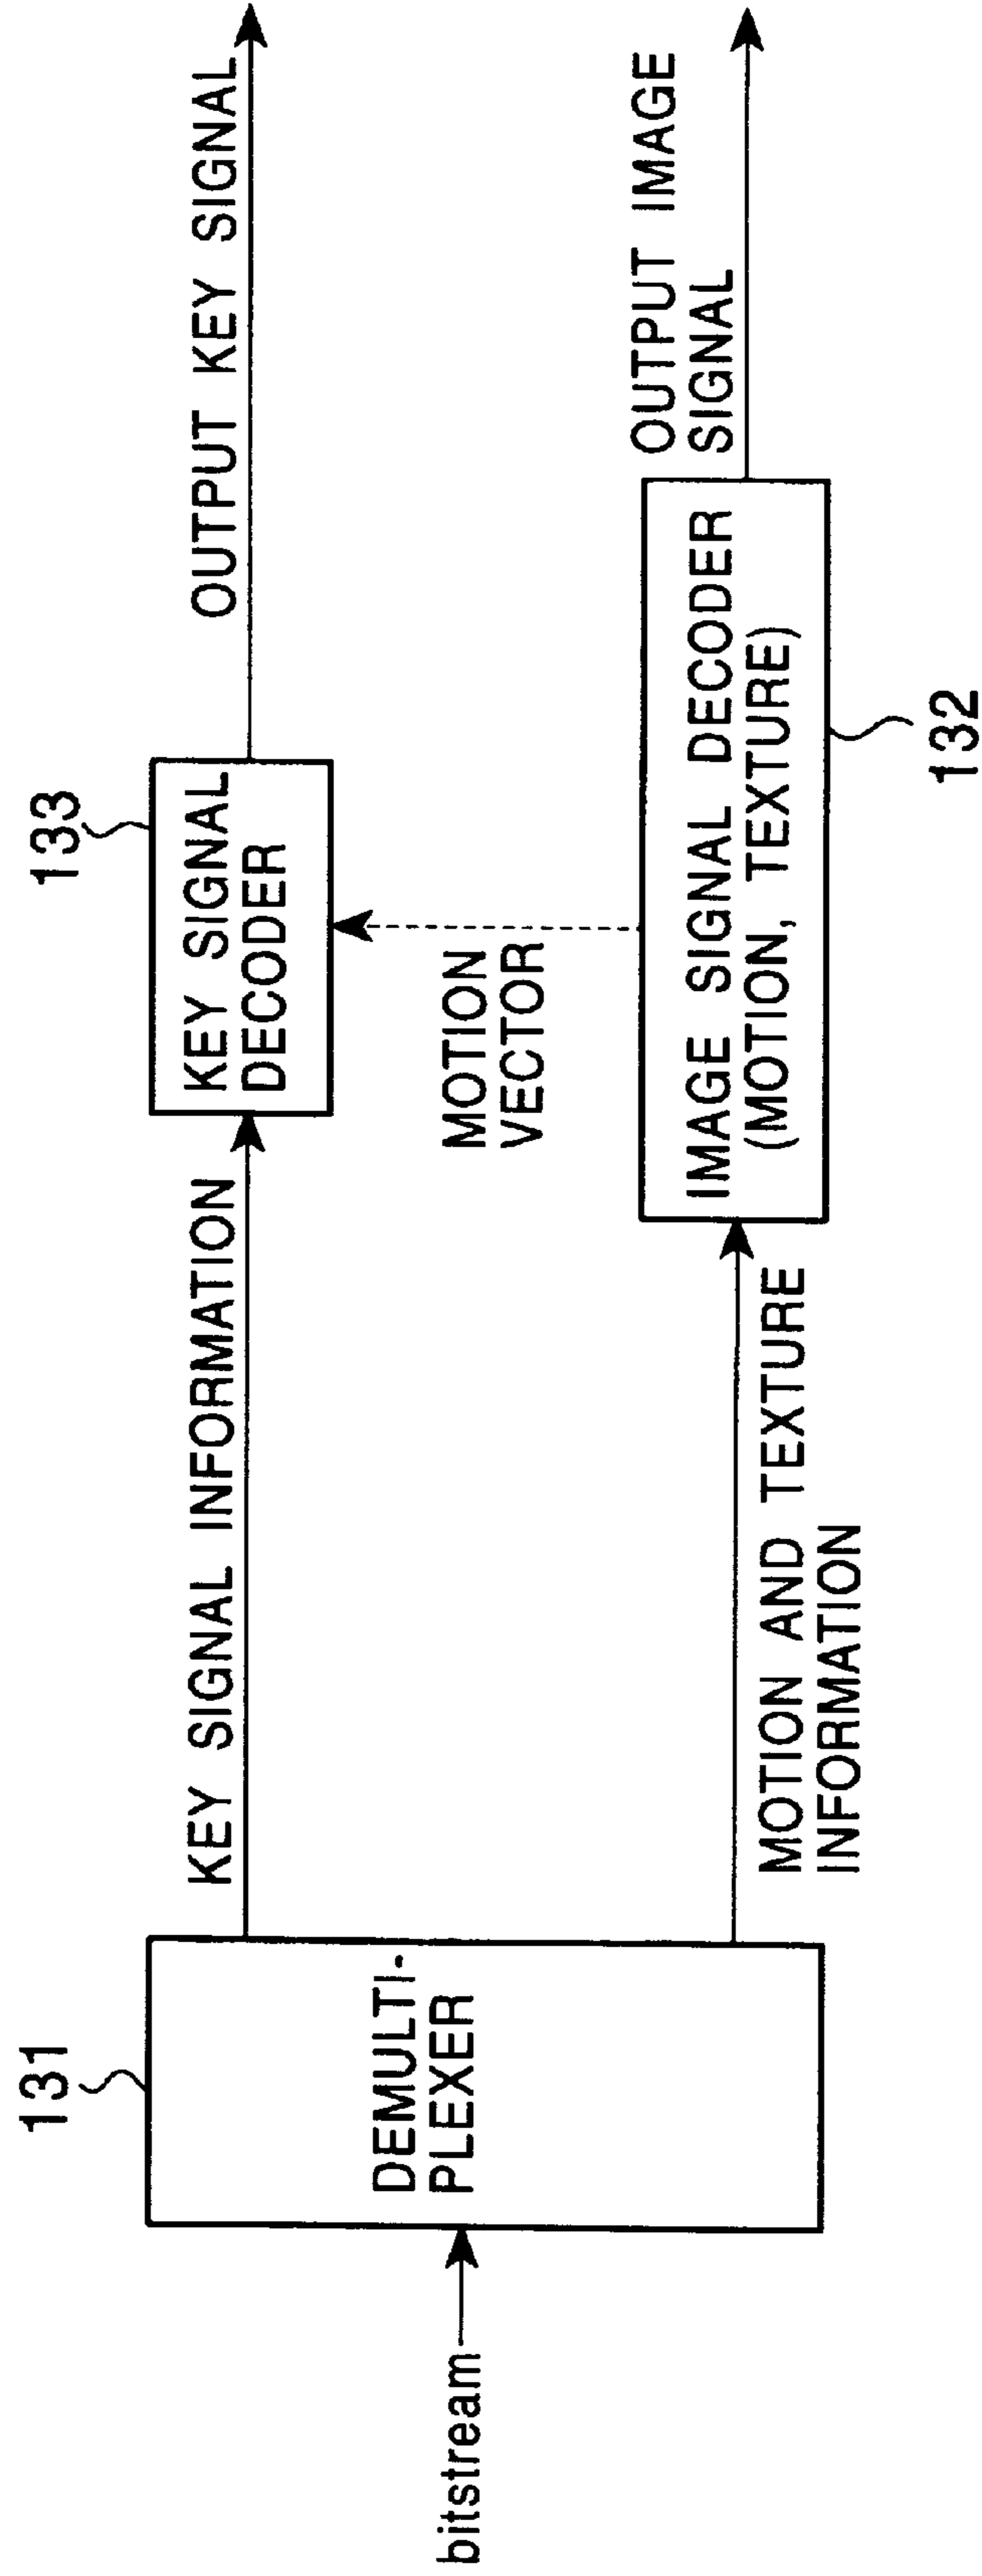 bitstream
131
DEMULTI-
PLEXER
KEY SIGNAL INFORMATION
MOTION AND TEXTURE
INFORMATION
133
KEY SIGNAL
DECODER
MOTION
VECTOR
IMAGE SIGNAL DECODER
(MOTION, TEXTURE)
132
OUTPUT KEY SIGNAL
OUTPUT IMAGE
SIGNAL